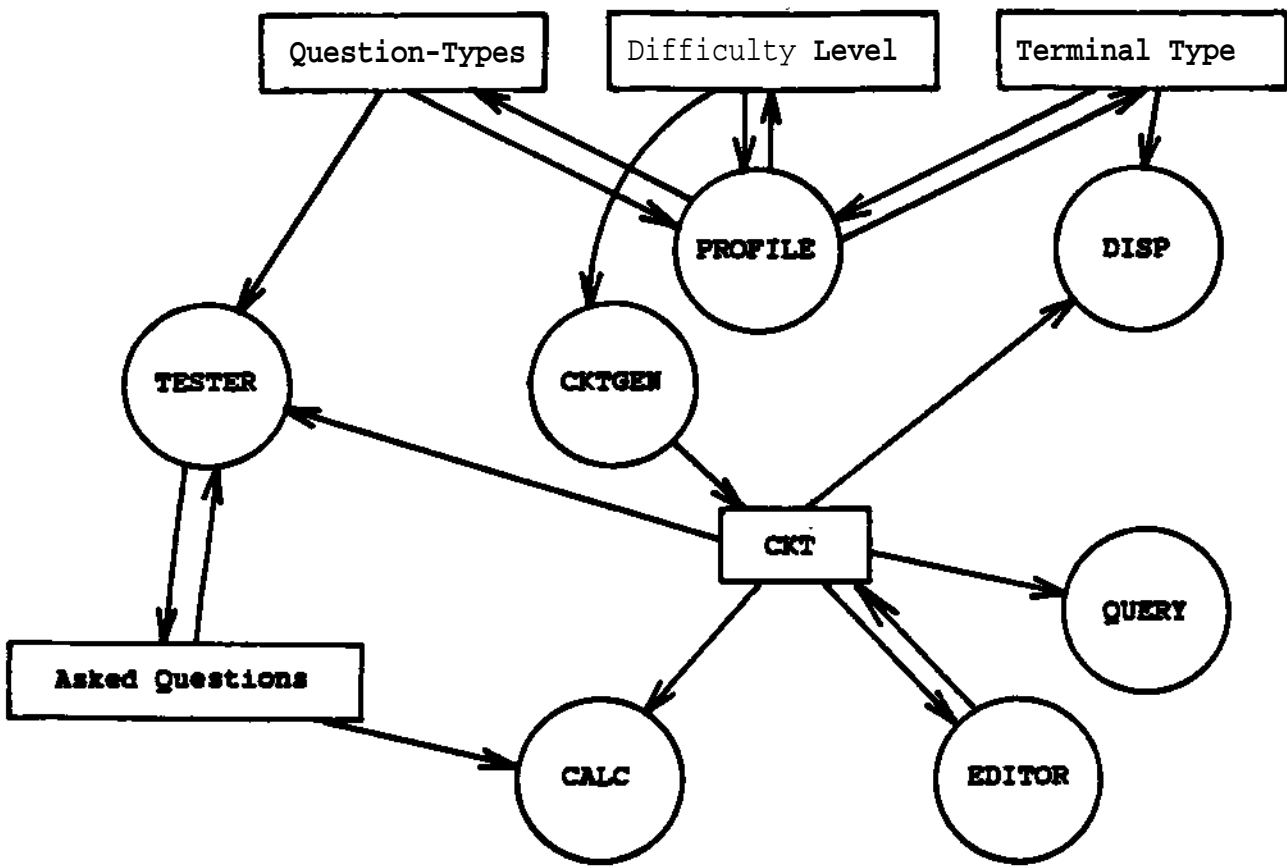 Question-Types
Difficulty Level
Terminal Type
PROFILE
DISP
TESTER
CKTGEN
CKT
QUERY
Asked Questions
CALC
EDITOR